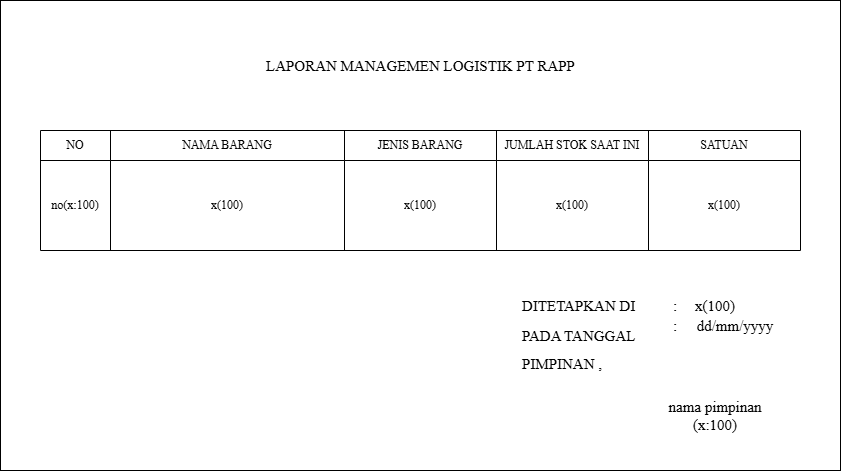 LAPORAN MANAGEMEN LOGISTIK PT RAPP
NO NAMA BARANG JENIS BARANG JUMLAH STOK SAAT INI SATUAN
no(x:100) x(100) x(100) x(100) x(100)
DITETAPKAN DI : x(100)
PADA TANGGAL : dd/mm/yyyy
PIMPINAN ,
nama pimpinan
(x:100)